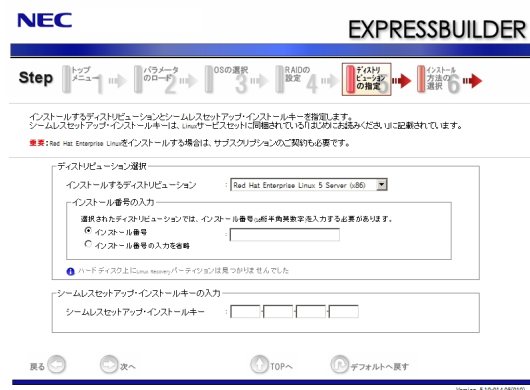 NEC
EXPRESSBUILDER
Step
トップメニュー 1
パラメータのロード 2
OSの選択 3
RAIDの設定 4
ディストリビューションの指定 5
インストール方法の選択 6
インストールするディストリビューションとシームレスセットアップ・インストールキーを指定します。
シームレスセットアップ・インストールキーは、Linuxサービスセットに同梱されている「はじめにお読みください」に記載されています。
重要：Red Hat Enterprise Linuxをインストールする場合は、サブスクリプションのご契約も必要です。
ディストリビューション選択
インストールするディストリビューション : Red Hat Enterprise Linux 5 Server (x86)
インストール番号の入力
選択されたディストリビューションでは、インストール番号(16桁半角英数字)を入力する必要があります。
インストール番号 :
インストール番号の入力を省略
ハードディスク上にLinux Recoveryパーティションは見つかりませんでした
シームレスセットアップ・インストールキーの入力
シームレスセットアップ・インストールキー : - - -
戻る
次へ
TOPへ
デフォルトへ戻す